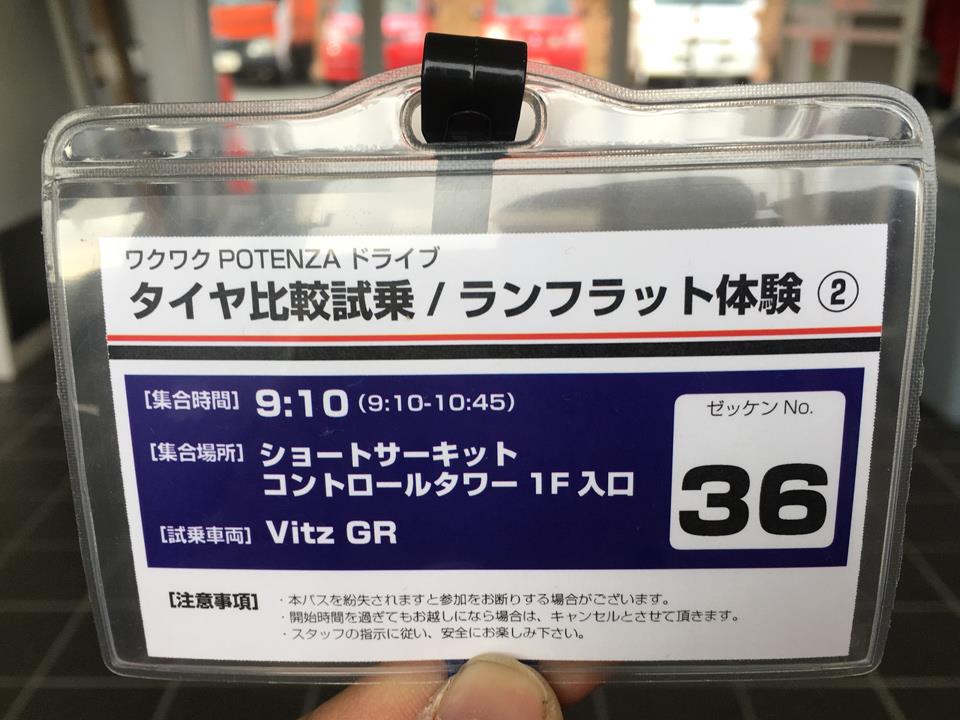 ワクワク POTENZA ドライブ
タイヤ比較試乗 / ランフラット体験 ②
[集合時間] 9:10 (9:10-10:45)
[集合場所] ショートサーキット
コントロールタワー 1F 入口
[試乗車両] Vitz GR
ゼッケン No.
36
[注意事項] ・本パスを紛失されますと参加をお断りする場合がございます。
・開始時間を過ぎてもお越しになら場合は、キャンセルとさせて頂きます。
・スタッフの指示に従い、安全にお楽しみ下さい。